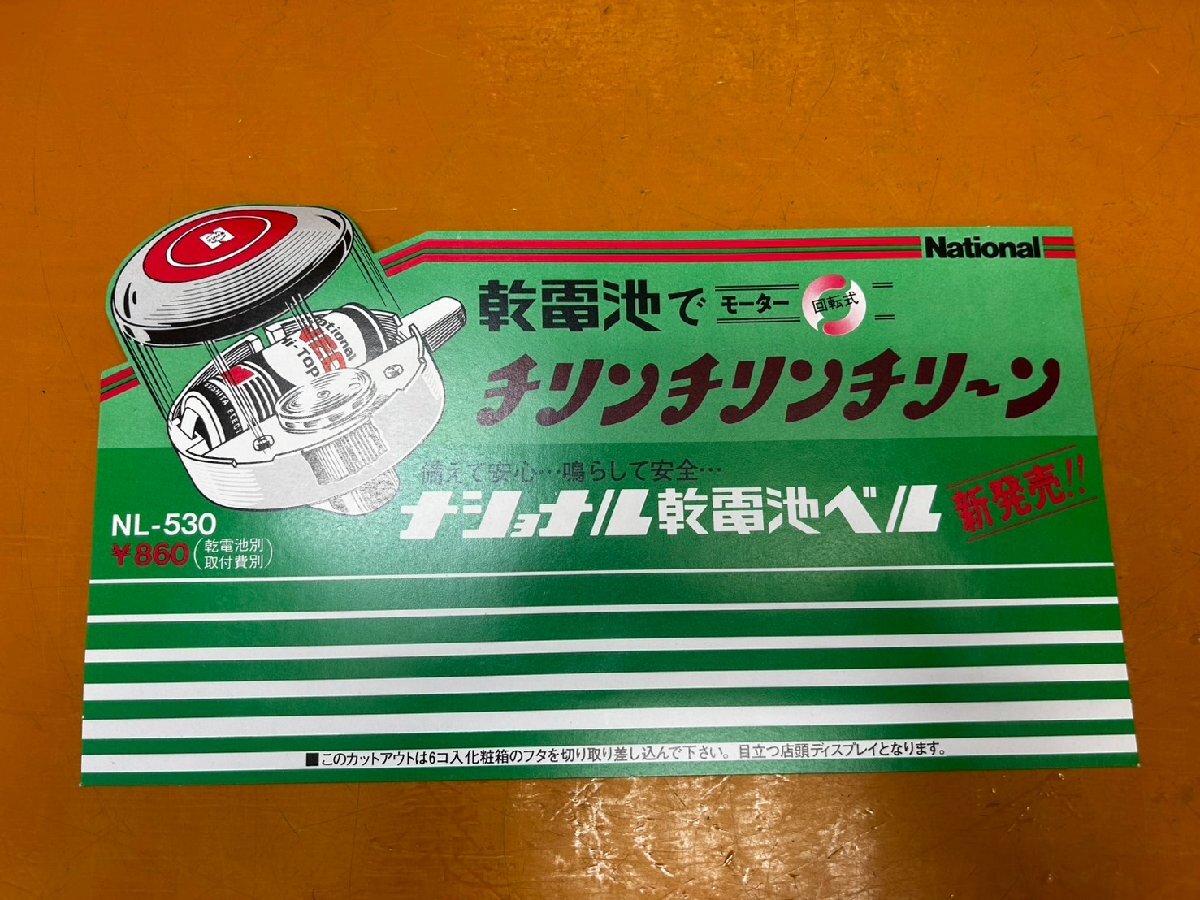 National
乾電池で モーター 回転式
チリンチリンチリ〜ン
備えて安心…鳴らして安全…
ナショナル乾電池ベル
新発売!!
National
Hi-Top
NL-530
¥860(乾電池別
取付費別)
■このカットアウトは6コ入化粧箱のフタを切り取り差し込んで下さい。目立つ店頭ディスプレイとなります。